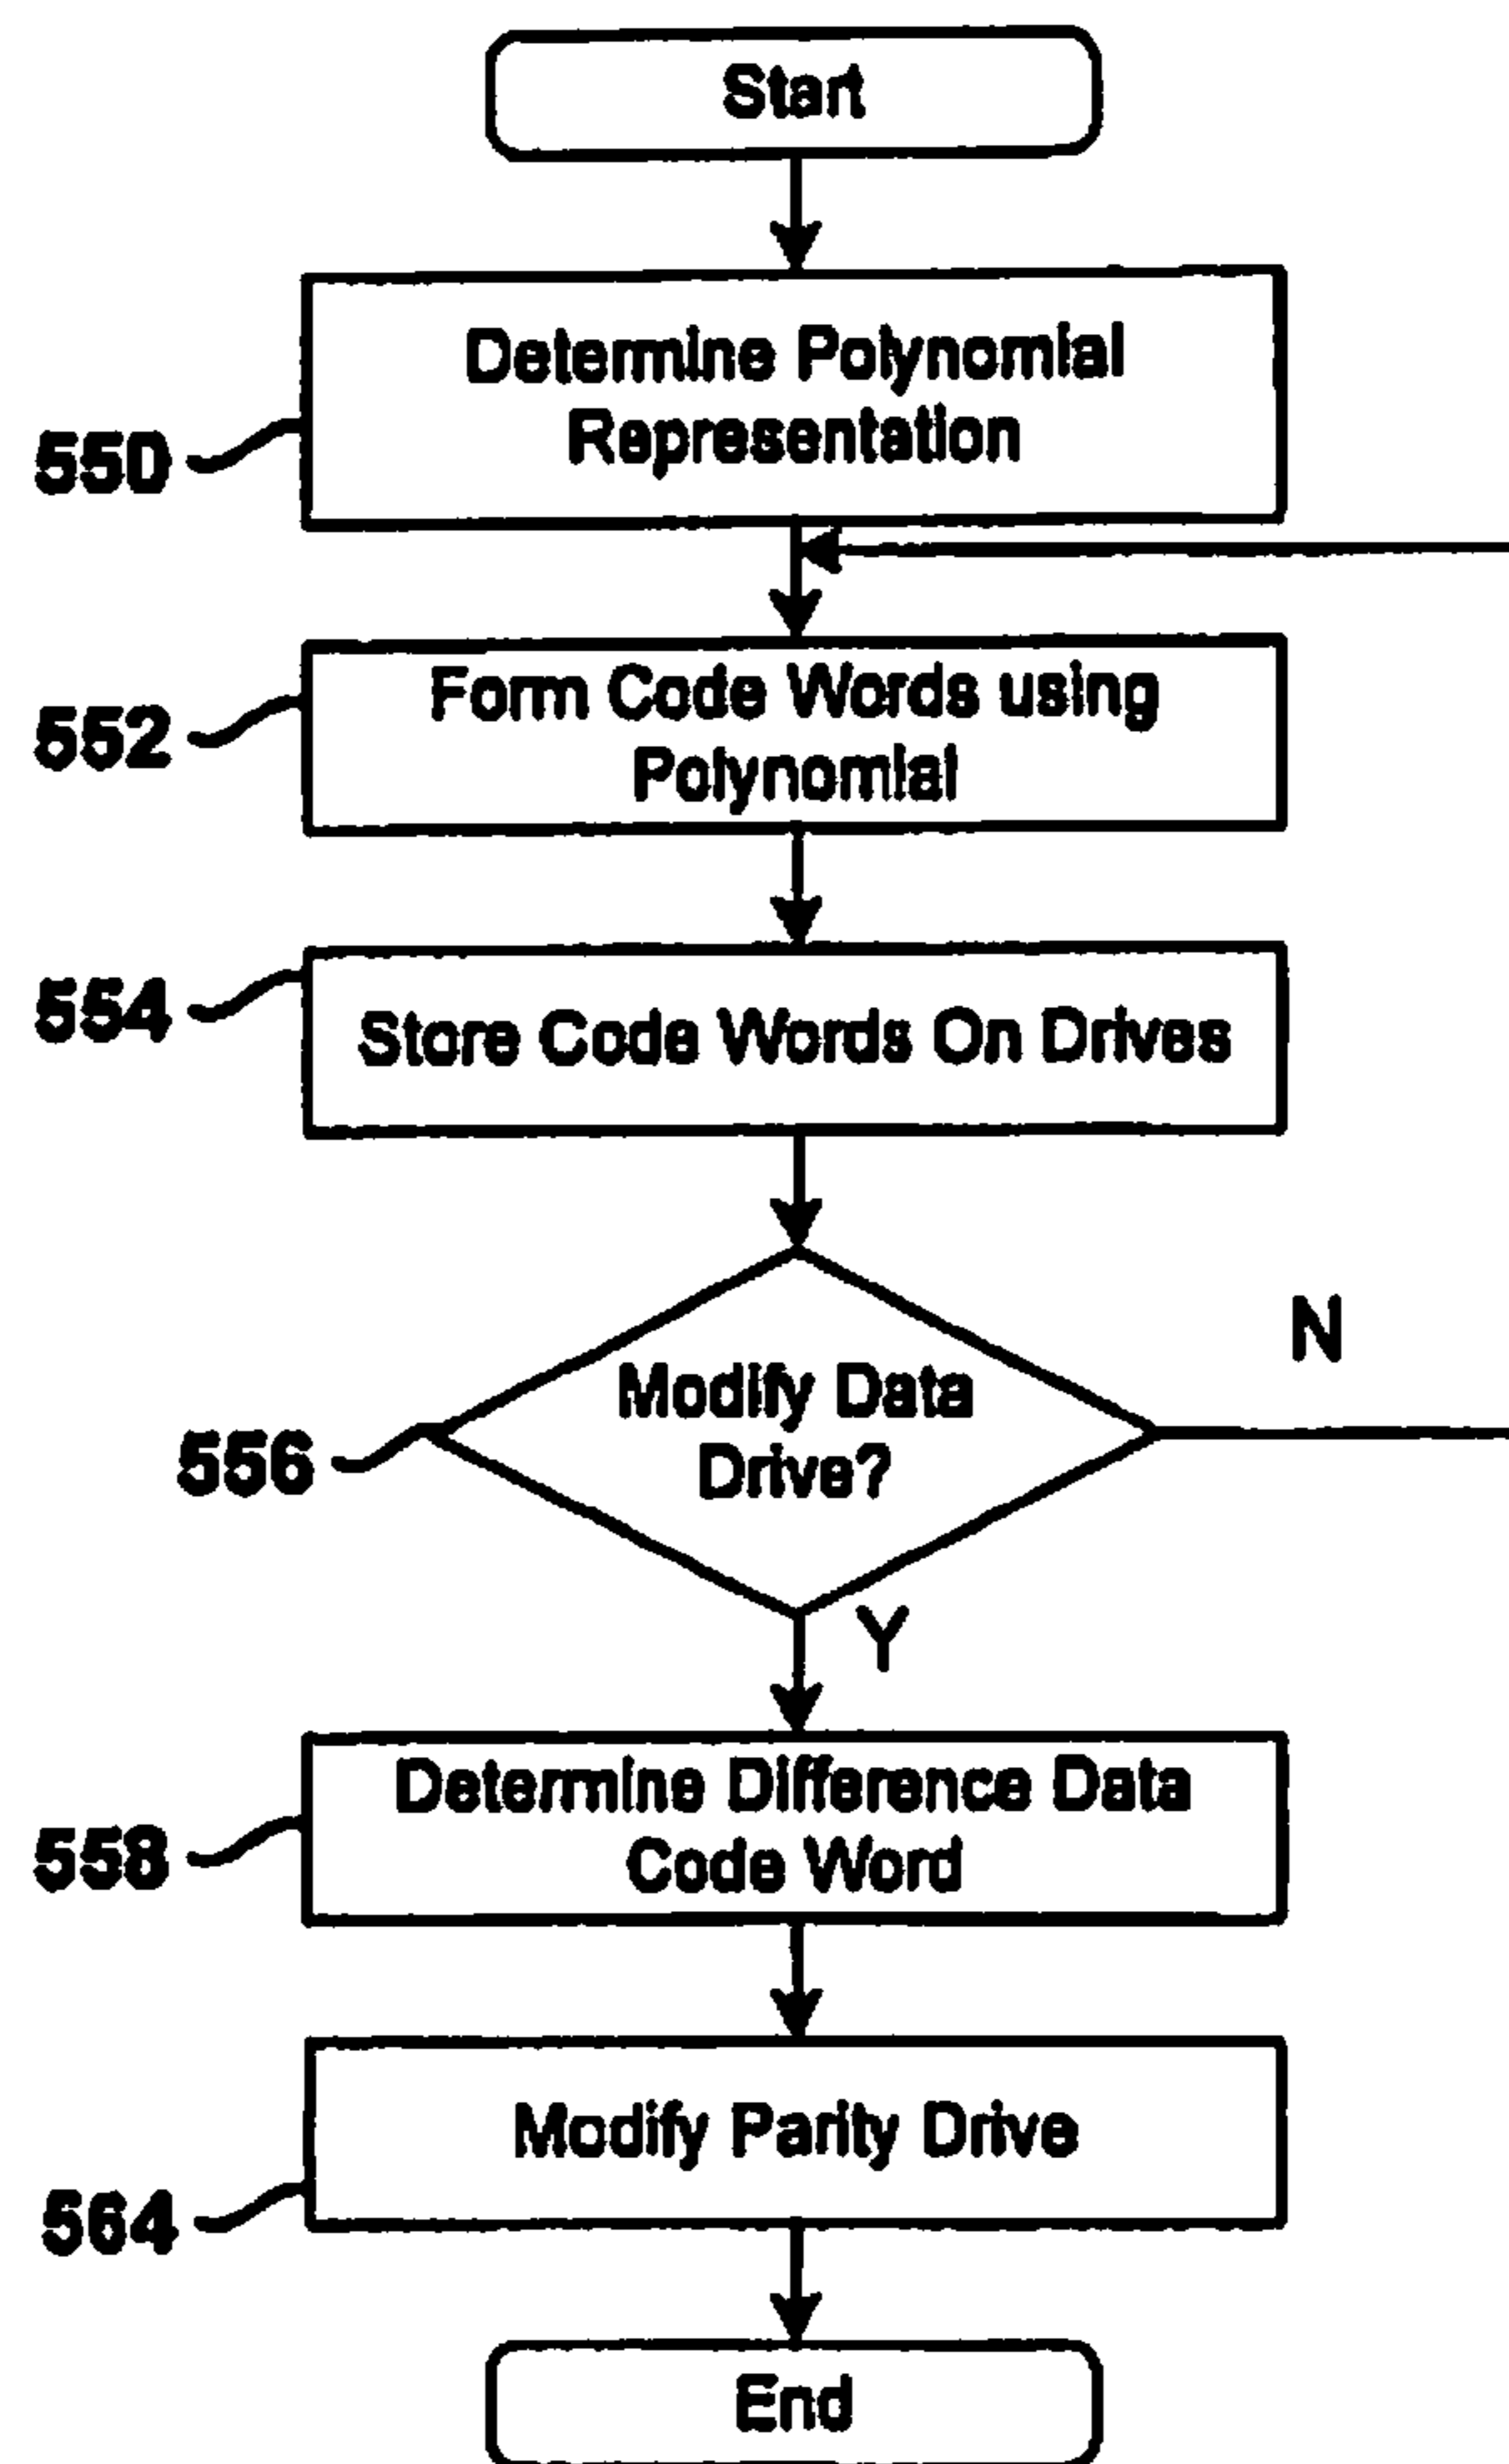 Start
Determine Polynomial
Representation
550
Form Code Words using
Polynomial
552
554
Store Code Words On Drives
N
Modify Data
Drive?
556
Y
Determine Difference Data
Code Word
558
Modify Parity Drive
564
End